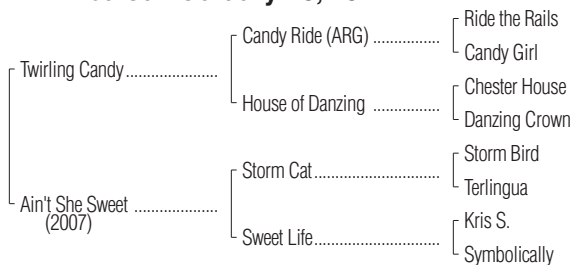 Ride the Rails
Candy Ride (ARG) ................
Candy Girl
Twirling Candy ......................
Chester House
House of Danzing ................
Danzing Crown
Storm Bird
Storm Cat .......................
Terlingua
Ain't She Sweet ....................
(2007)
Kris S.
Sweet Life .......................
Symbolically